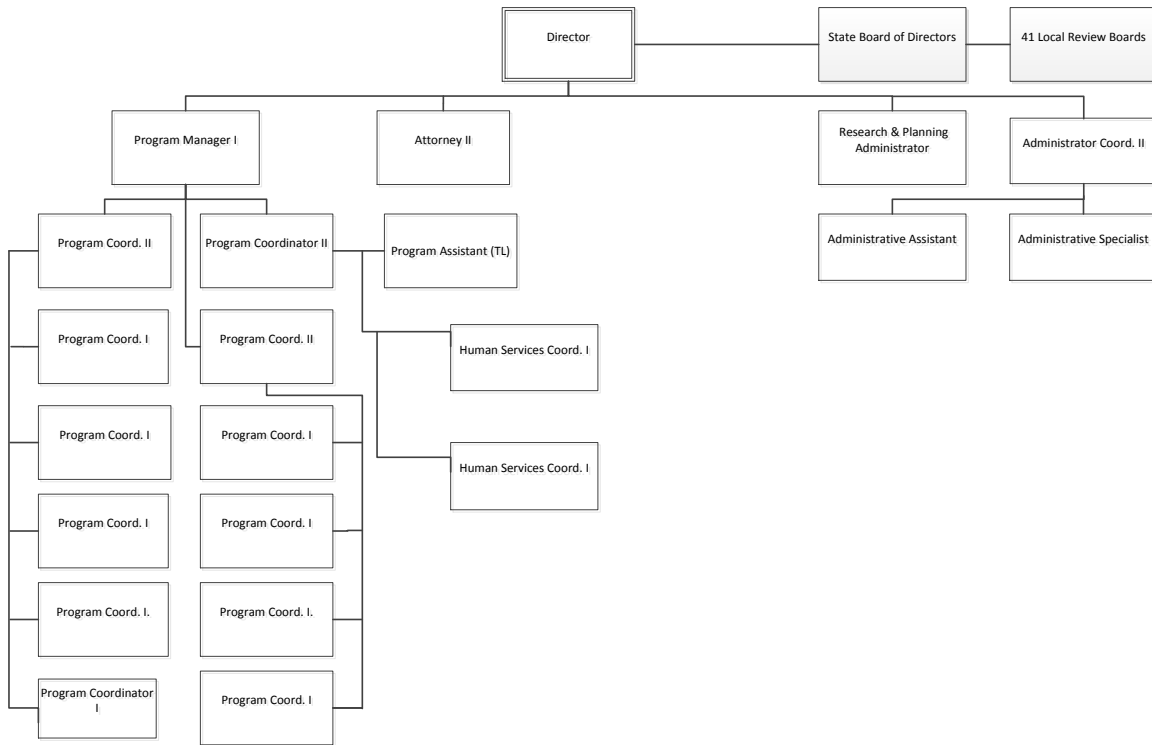 Director
State Board of Directors
41 Local Review Boards
Program Manager I
Attorney II
Research & Planning
Administrator
Administrator Coord. II
Program Coord. II
Program Coordinator II
Program Assistant (TL)
Administrative Assistant
Administrative Specialist
Program Coord. I
Program Coord. II
Human Services Coord. I
Program Coord. I
Program Coord. I
Human Services Coord. I
Program Coord. I
Program Coord. I
Program Coord. I.
Program Coord. I.
Program Coordinator
I
Program Coord. I